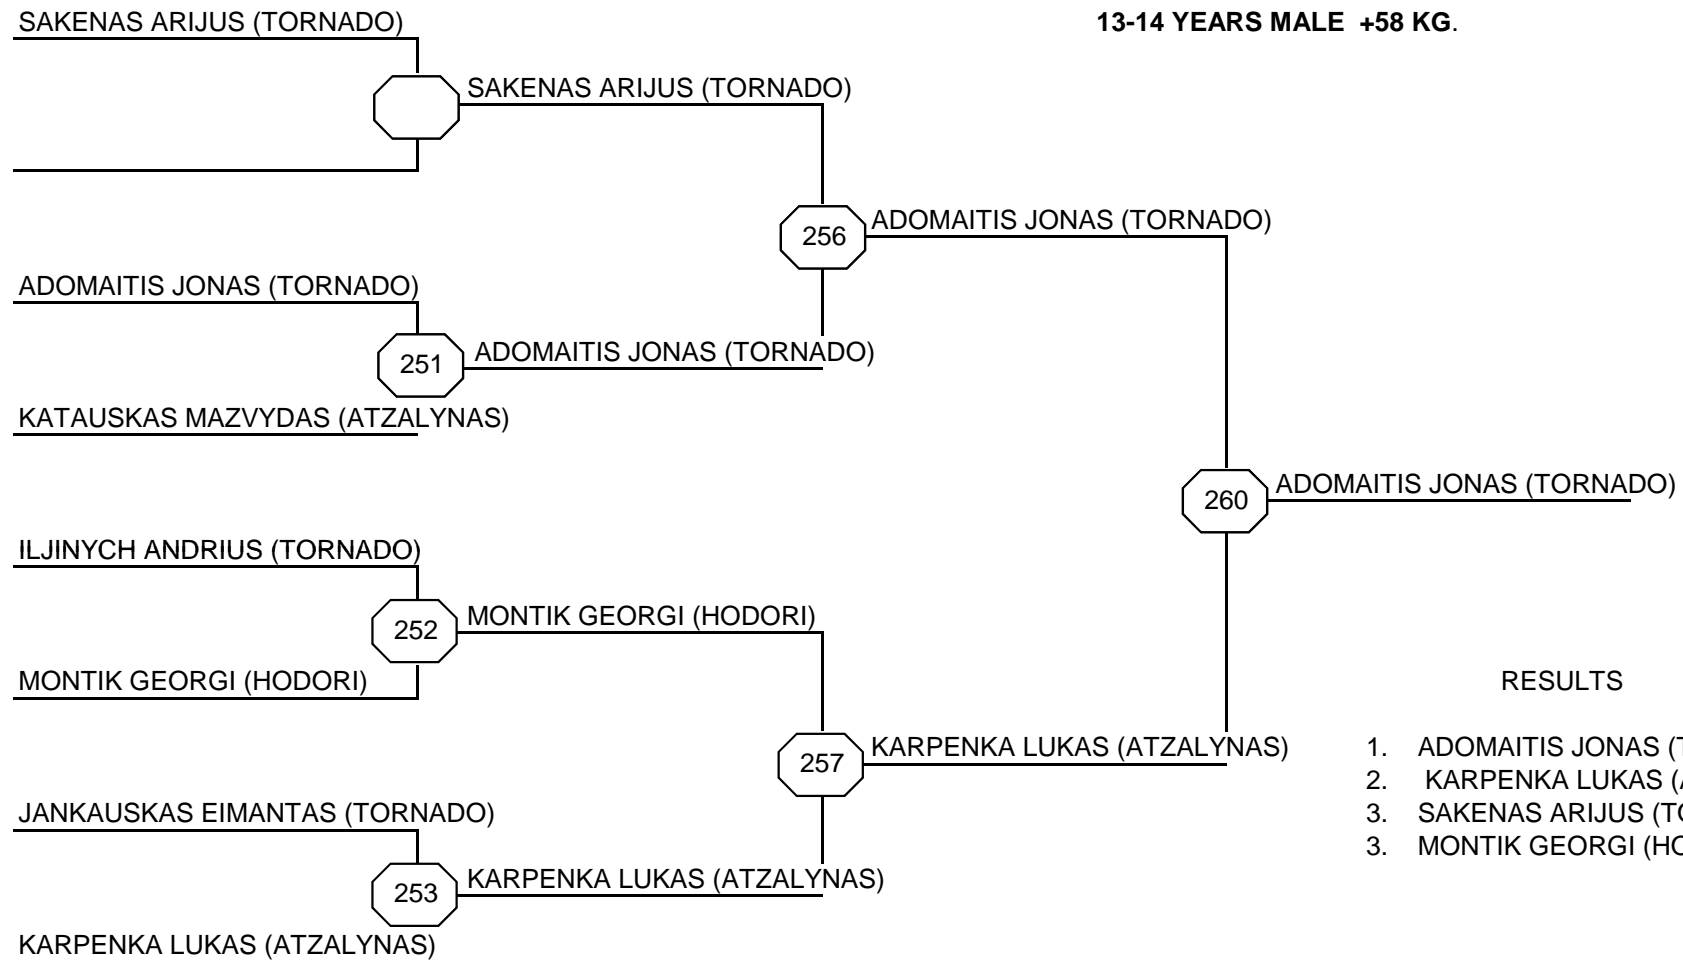 SAKENAS ARIJUS (TORNADO)
13-14 YEARS MALE +58 KG.
SAKENAS ARIJUS (TORNADO)
256
ADOMAITIS JONAS (TORNADO)
ADOMAITIS JONAS (TORNADO)
251
ADOMAITIS JONAS (TORNADO)
KATAUSKAS MAZVYDAS (ATZALYNAS)
260
ADOMAITIS JONAS (TORNADO)
ILJINYCH ANDRIUS (TORNADO)
252
MONTIK GEORGI (HODORI)
MONTIK GEORGI (HODORI)
257
KARPENKA LUKAS (ATZALYNAS)
JANKAUSKAS EIMANTAS (TORNADO)
253
KARPENKA LUKAS (ATZALYNAS)
KARPENKA LUKAS (ATZALYNAS)
RESULTS
1. ADOMAITIS JONAS
2. KARPENKA LUKAS
3. SAKENAS ARIJUS
3. MONTIK GEORGI